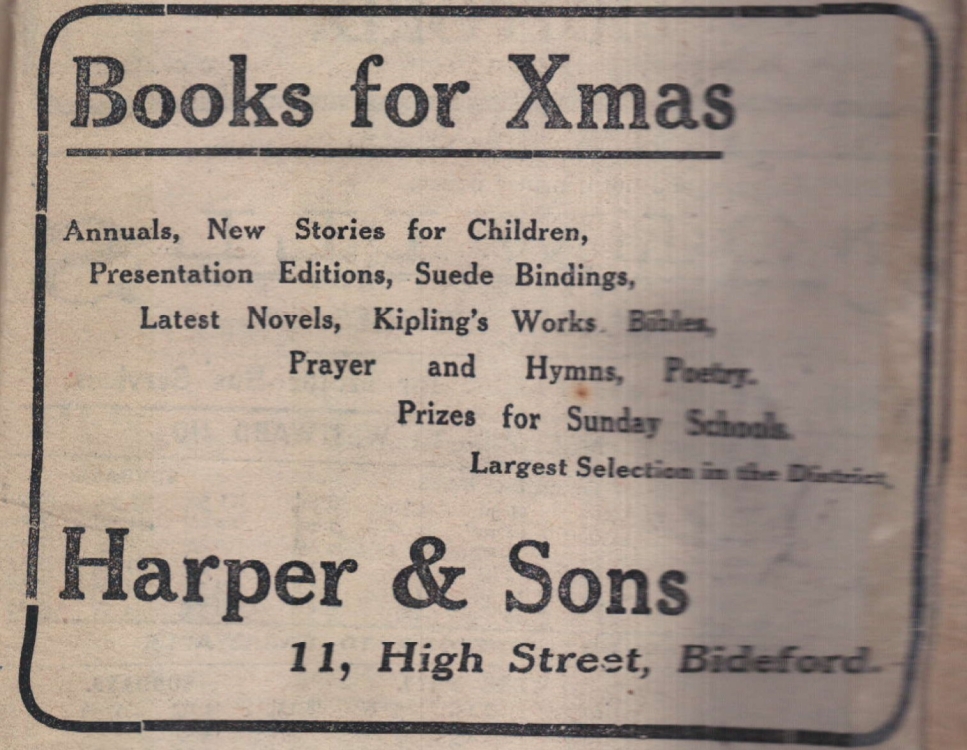 Books for Xmas
Annuals, New Stories for Children,
Presentation Editions, Suede Bindings,
Latest Novels, Kipling's Works. Bibles,
Prayer and Hymns, Poetry.
Prizes for Sunday Schools.
Largest Selection in the District,
Harper & Sons
11, High Street, Bideford.